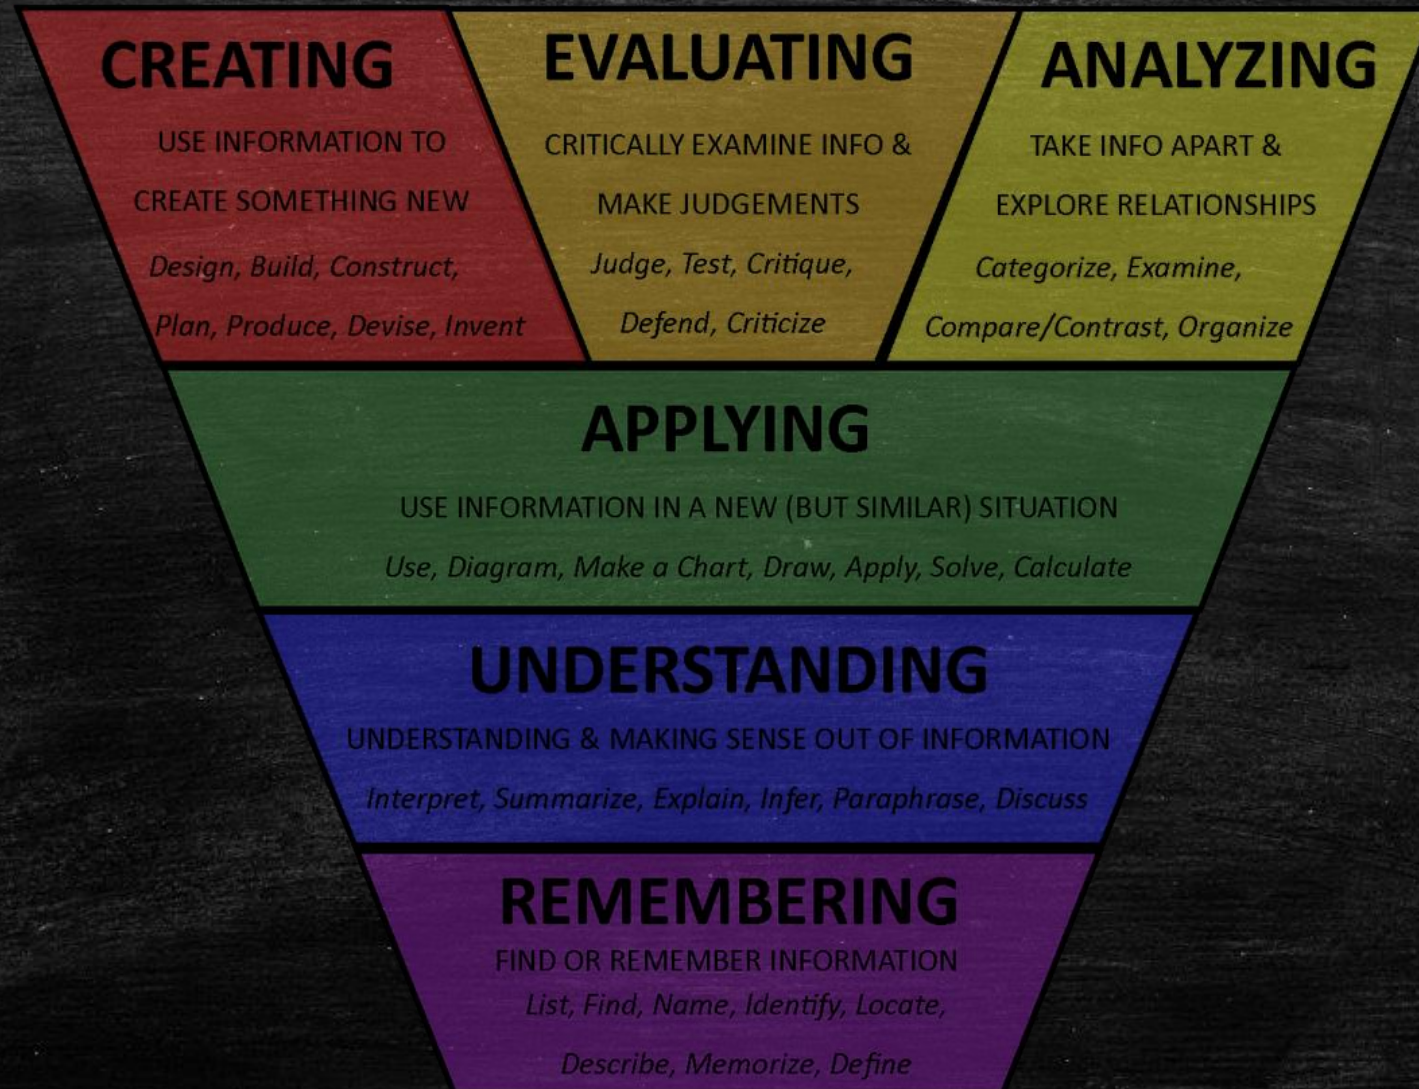 CREATING
USE INFORMATION TO
CREATE SOMETHING NEW
Design, Build, Construct,
Plan, Produce, Devise, Invent
EVALUATING
CRITICALLY EXAMINE INFO &
MAKE JUDGEMENTS
Judge, Test, Critique,
Defend, Criticize
ANALYZING
TAKE INFO APART &
EXPLORE RELATIONSHIPS
Categorize, Examine,
Compare/Contrast, Organize
APPLYING
USE INFORMATION IN A NEW (BUT SIMILAR) SITUATION
Use, Diagram, Make a Chart, Draw, Apply, Solve, Calculate
UNDERSTANDING
UNDERSTANDING & MAKING SENSE OUT OF INFORMATION
Interpret, Summarize, Explain, Infer, Paraphrase, Discuss
REMEMBERING
FIND OR REMEMBER INFORMATION
List, Find, Name, Identify, Locate,
Describe, Memorize, Define